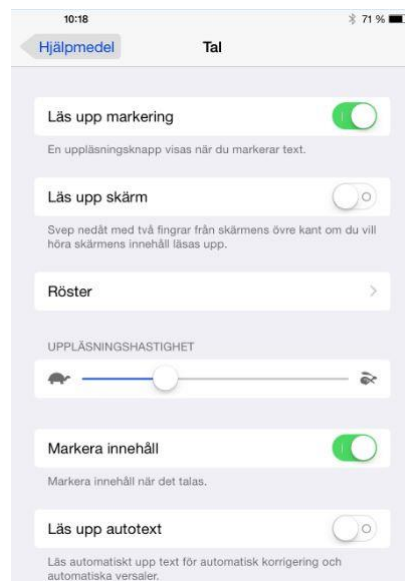 10:18 71 %
Hjälpmedel Tal
Läs upp markering
En uppläsningsknapp visas när du markerar text.
Läs upp skärm
Svep nedåt med två fingrar från skärmens övre kant om du vill
höra skärmens innehåll läsas upp.
Röster
UPPLÄSNINGSHASTIGHET
Markera innehåll
Markera innehåll när det talas.
Läs upp autotext
Läs automatiskt upp text för automatisk korrigering och
automatiska versaler.